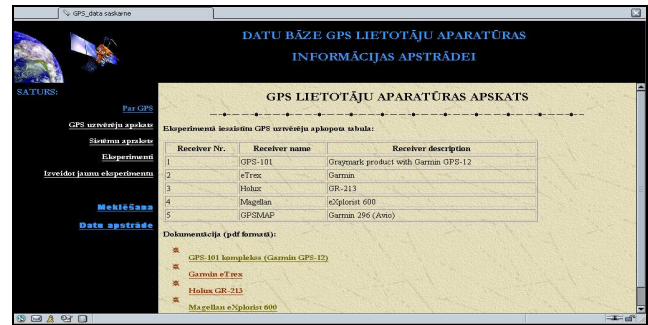 GPS_data saskarne
DATU BĀZE GPS LIETOTĀJU APARATŪRAS
INFORMĀCIJAS APSTRĀDEI
SATURS:
Par GPS
GPS uztvērēju apskats
Sistēmu apraksts
Eksperimenti
Izveidot jaunu eksperimentu
Meklēšana
Datu apstrāde
GPS LIETOTĀJU APARATŪRAS APSKATS
Eksperimentā iesaistīto GPS uztvērēju apkopota tabula:
Receiver Nr. Receiver name Receiver description
1 GPS-101 Graymark product with Garmin GPS-12
2 eTrex Garmin
3 Holux GR-213
4 Magellan eXplorist 600
5 GPSMAP Garmin 296 (Avio)
Dokumentācija (pdf formatā):
GPS-101 komplekss (Garmin GPS-12)
Garmin eTrex
Holux GR-213
Magellan eXplorist 600